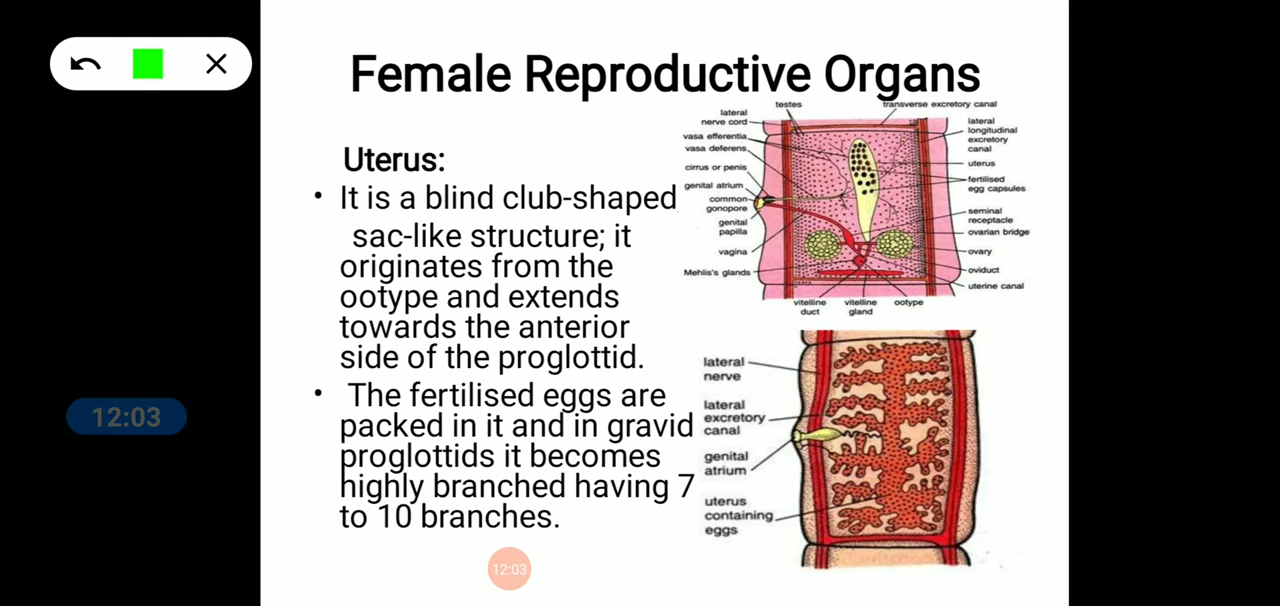 Female Reproductive Organs
Uterus:
• It is a blind club-shaped
sac-like structure; it
originates from the
ootype and extends
towards the anterior
side of the proglottid.
• The fertilised eggs are
packed in it and in gravid
proglottids it becomes
highly branched having 7
to 10 branches.
testes
transverse excretory canal
lateral
nerve cord
vasa efferentia
vasa deferens
cirrus or penis
genital atrium
common
gonopore
genital
papilla
vagina
Mehlis's glands
lateral
longitudinal
excretory
canal
uterus
fertilised
egg capsules
seminal
receptacle
ovarian bridge
ovary
oviduct
uterine canal
vitelline
duct
vitelline
gland
ootype
lateral
nerve
lateral
excretory
canal
genital
atrium
uterus
containing
eggs
12:03
12:03